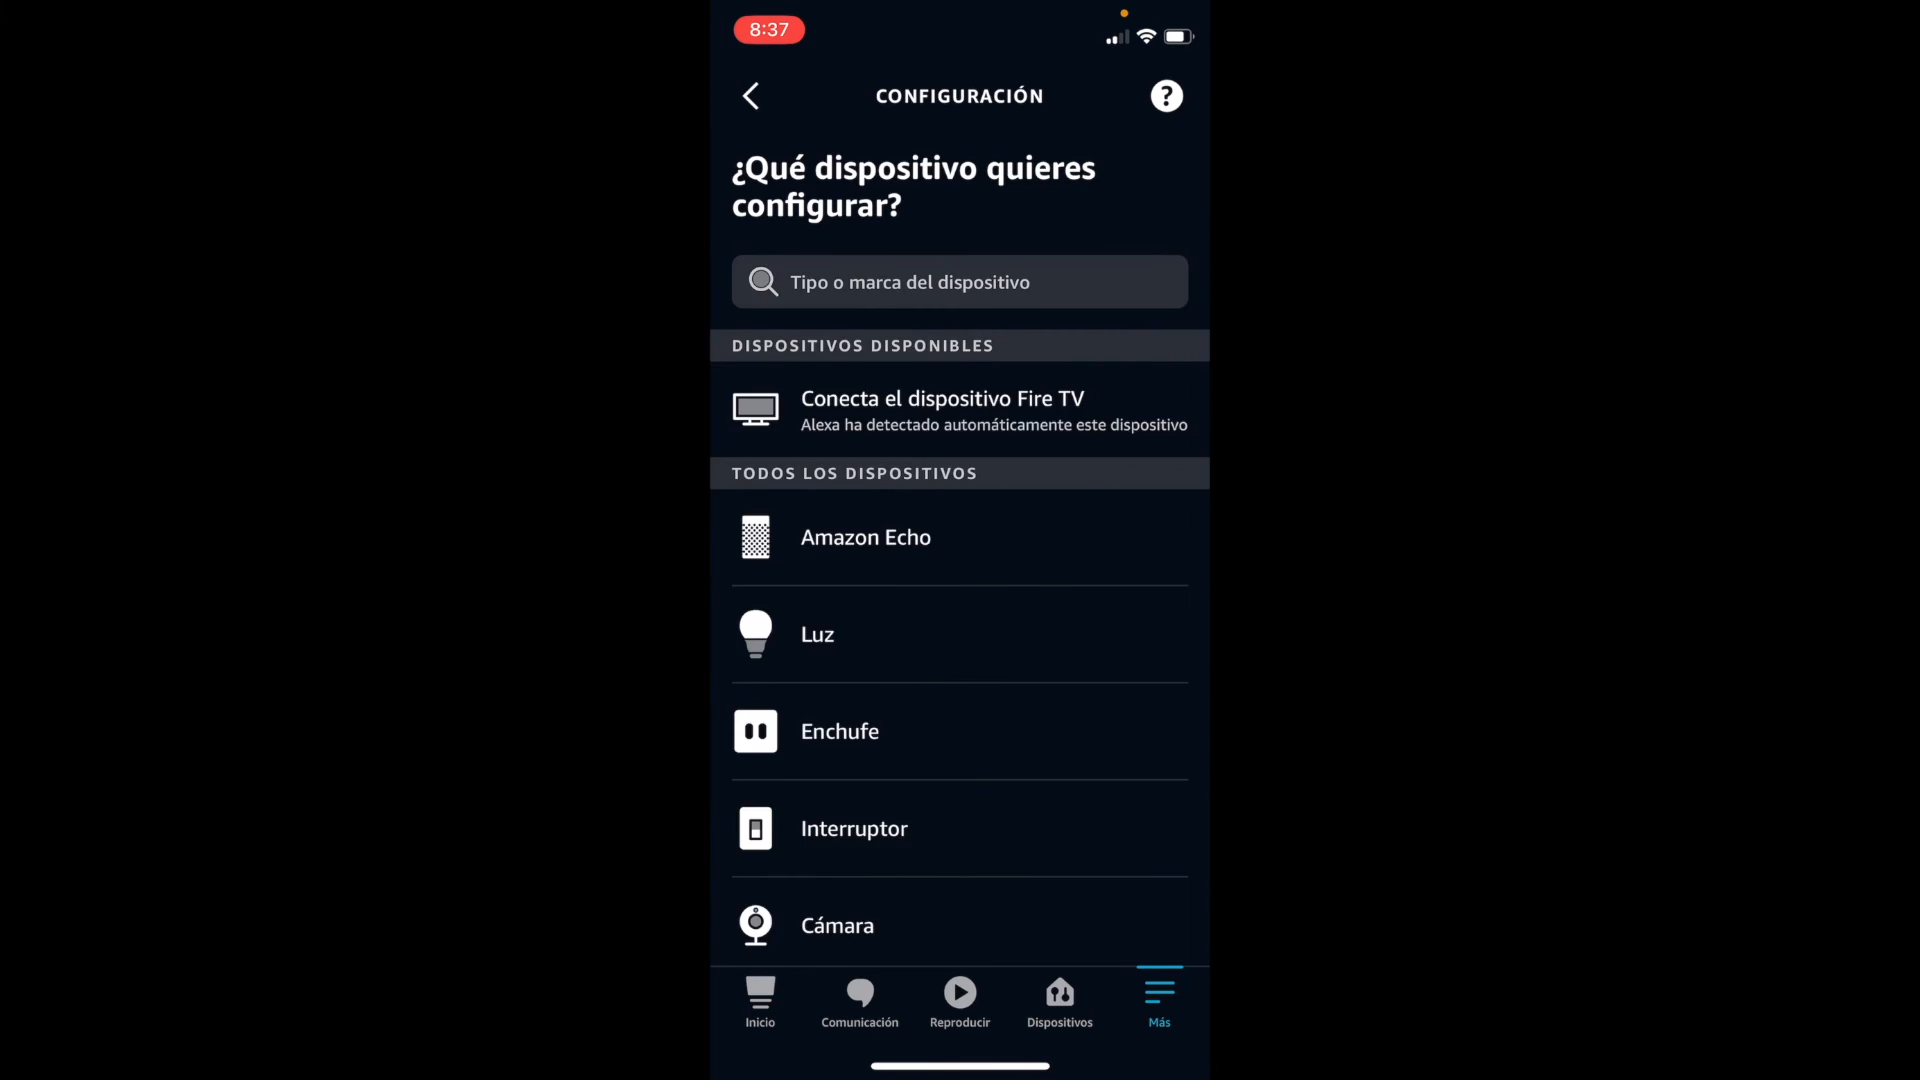 8:37
CONFIGURACIÓN
?
¿Qué dispositivo quieres
configurar?
Tipo o marca del dispositivo
DISPOSITIVOS DISPONIBLES
Conecta el dispositivo Fire TV
Alexa ha detectado automáticamente este dispositivo
TODOS LOS DISPOSITIVOS
Amazon Echo
Luz
Enchufe
Interruptor
Cámara
Inicio
Comunicación
Reproducir
Dispositivos
Más